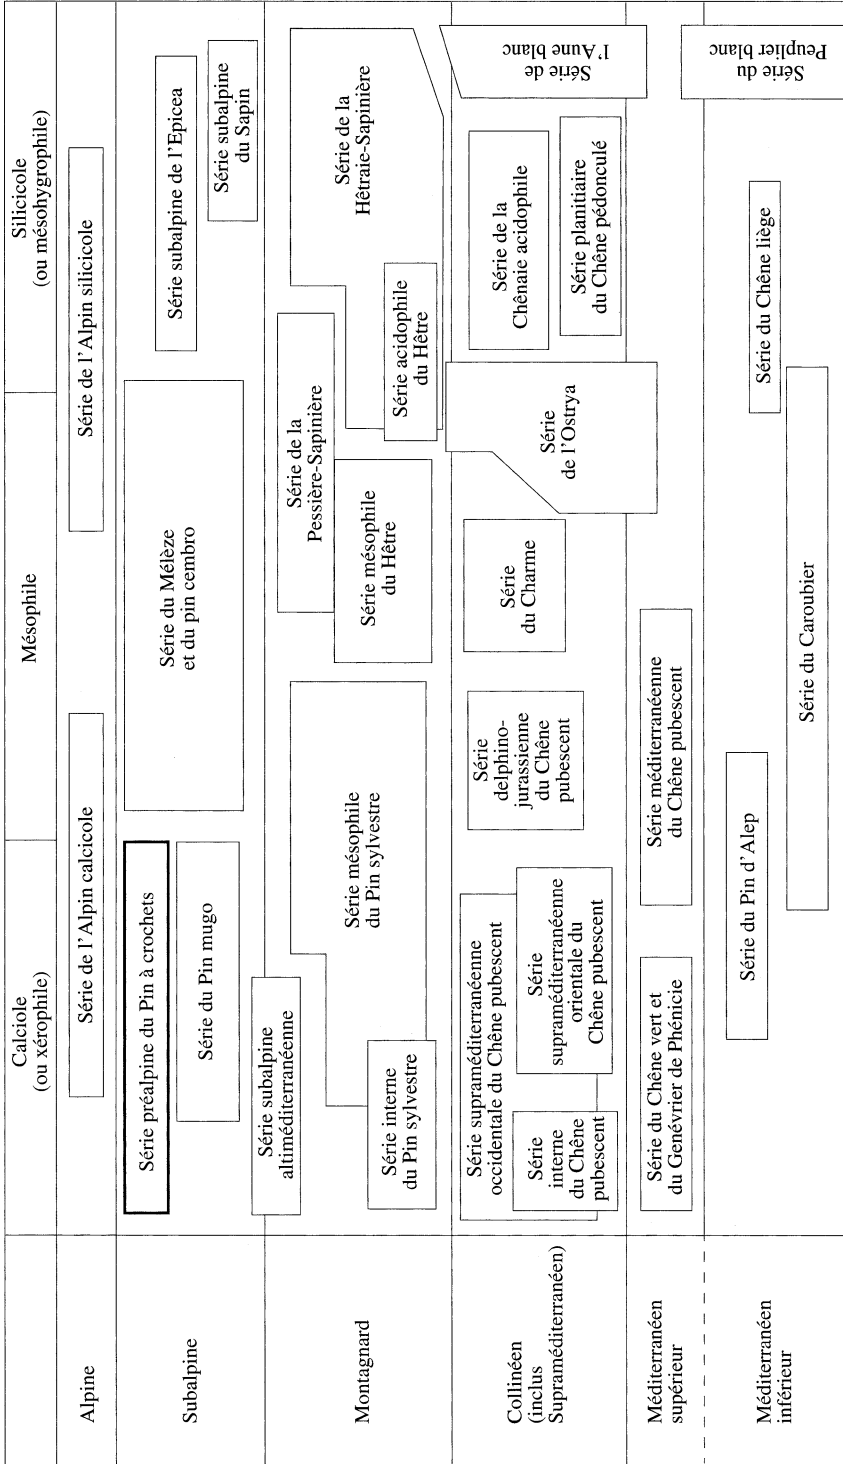 Calciole
(ou xérophile)
Mésophile
Silicicole
(ou mésohygrophile)
Alpine
Série de l'Alpin calcicole
Série de l'Alpin silicicole
Subalpine
Série préalpine du Pin à crochets
Série du Pin mugo
Série subalpine
altiméditerranéenne
Série du Mélèze
et du pin cembro
Série subalpine de l'Epicea
Série subalpine
du Sapin
Montagnard
Série interne
du Pin sylvestre
Série mésophile
du Pin sylvestre
Série de la
Pessière-Sapinière
Série mésophile
du Hêtre
Série acidophile
du Hêtre
Série de la
Hêtraie-Sapinière
Collinéen
(inclus
Supraméditerranéen)
Série supraméditerranéenne
occidentale du Chêne pubescent
Série
interne
du Chêne
pubescent
Série
supraméditerranéenne
orientale du
Chêne pubescent
Série
delphino-
jurassienne
du Chêne
pubescent
Série
du Charme
Série
de l'Ostrya
Série de la
Chênaie acidophile
Série planitiaire
du Chêne pédonculé
Série de
l'Aune blanc
Méditerranéen
supérieur
Série du Chêne vert et
du Genévrier de Phénicie
Série méditerranéenne
du Chêne pubescent
Méditerranéen
inférieur
Série du Pin d'Alep
Série du Caroubier
Série du Chêne liège
Série du
Peuplier blanc